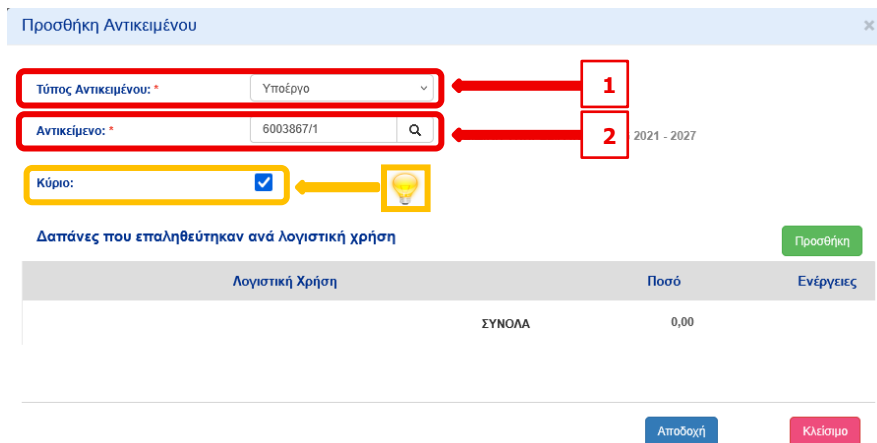 Προσθήκη Αντικειμένου ×
Τύπος Αντικειμένου: * Υποέργο 1
Αντικείμενο: * 6003867/1 2 2021 - 2027
Κύριο:
Δαπάνες που επαληθεύτηκαν ανά λογιστική χρήση Προσθήκη
Λογιστική Χρήση Ποσό Ενέργειες
ΣΥΝΟΛΑ 0,00
Αποδοχή Κλείσιμο